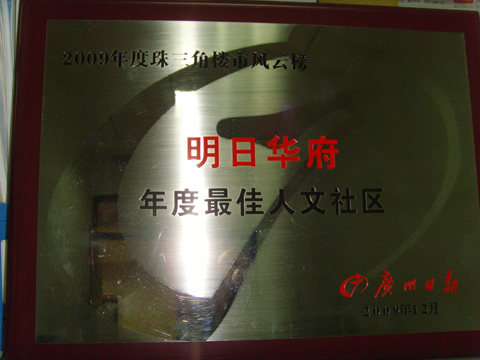 2009年度珠三角楼市风云榜
明日华府
年度最佳人文社区
广州日报
2009年12月